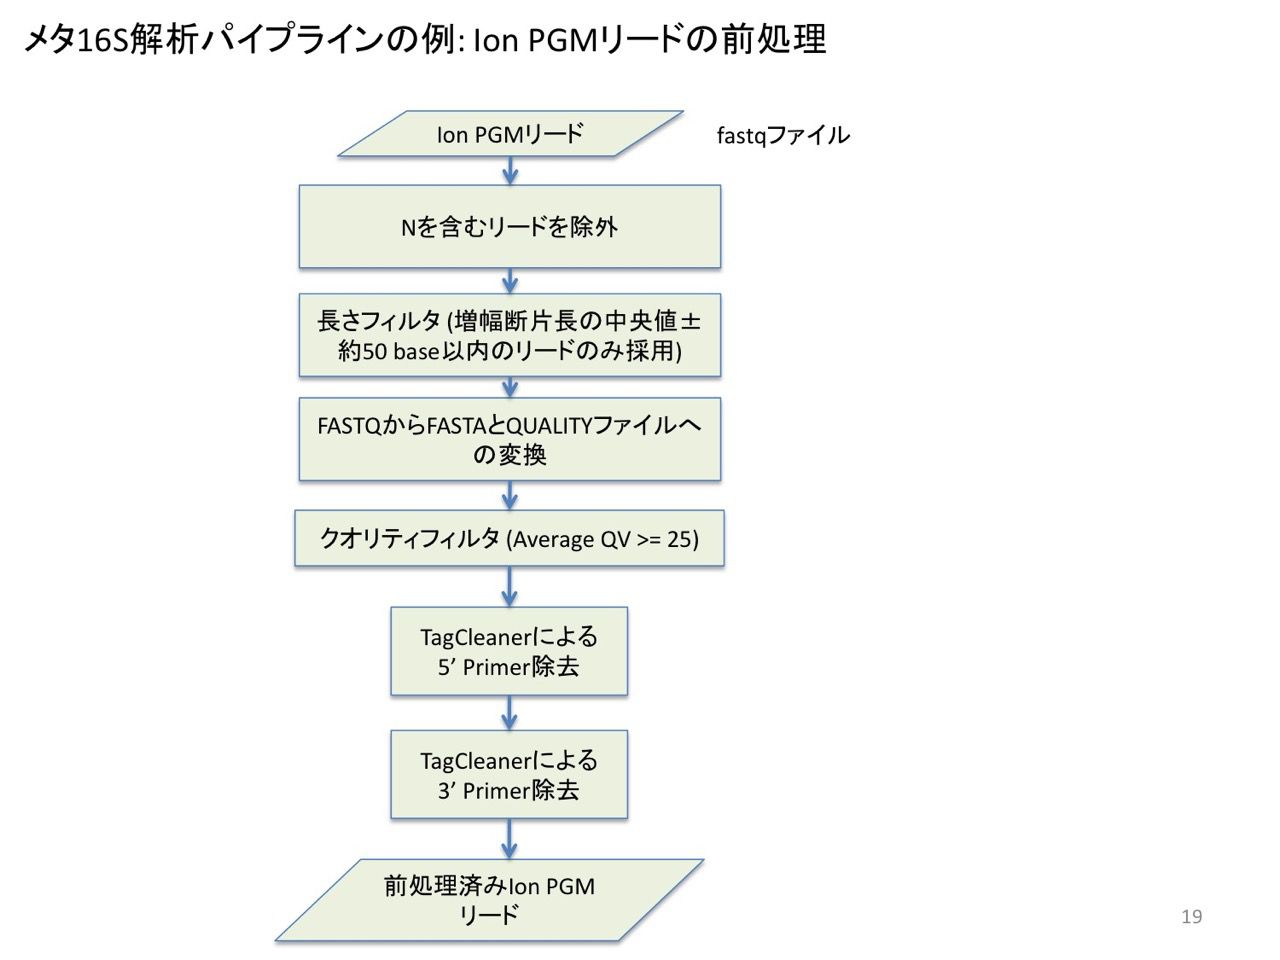 メタ16S解析パイプラインの例: Ion PGMリードの前処理
Ion PGMリード
fastqファイル
Nを含むリードを除外
長さフィルタ (増幅断片長の中央値±
約50 base以内のリードのみ採用)
FASTQからFASTAとQUALITYファイルへ
の変換
クオリティフィルタ (Average QV >= 25)
TagCleanerによる
5’ Primer除去
TagCleanerによる
3’ Primer除去
前処理済みIon PGM
リード
19